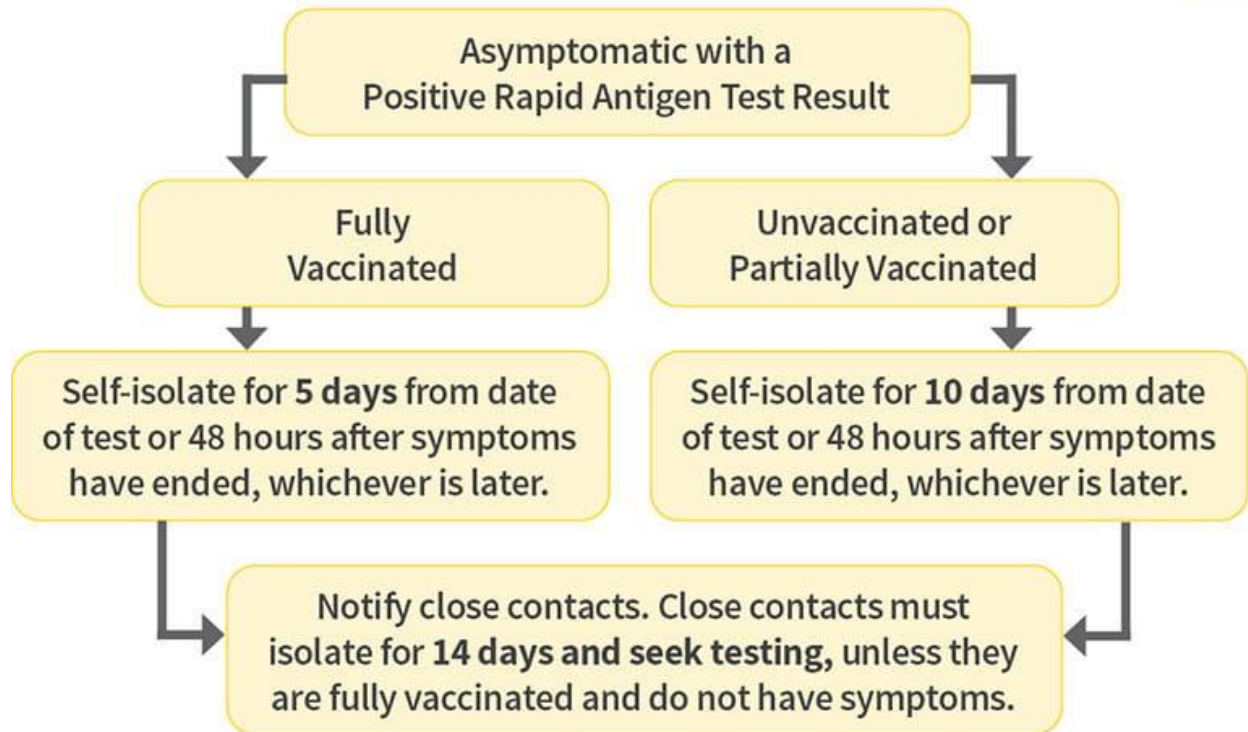 Asymptomatic with a
Positive Rapid Antigen Test Result
Fully
Vaccinated
Unvaccinated or
Partially Vaccinated
Self-isolate for 5 days from date
of test or 48 hours after symptoms
have ended, whichever is later.
Self-isolate for 10 days from date
of test or 48 hours after symptoms
have ended, whichever is later.
Notify close contacts. Close contacts must
isolate for 14 days and seek testing, unless they
are fully vaccinated and do not have symptoms.